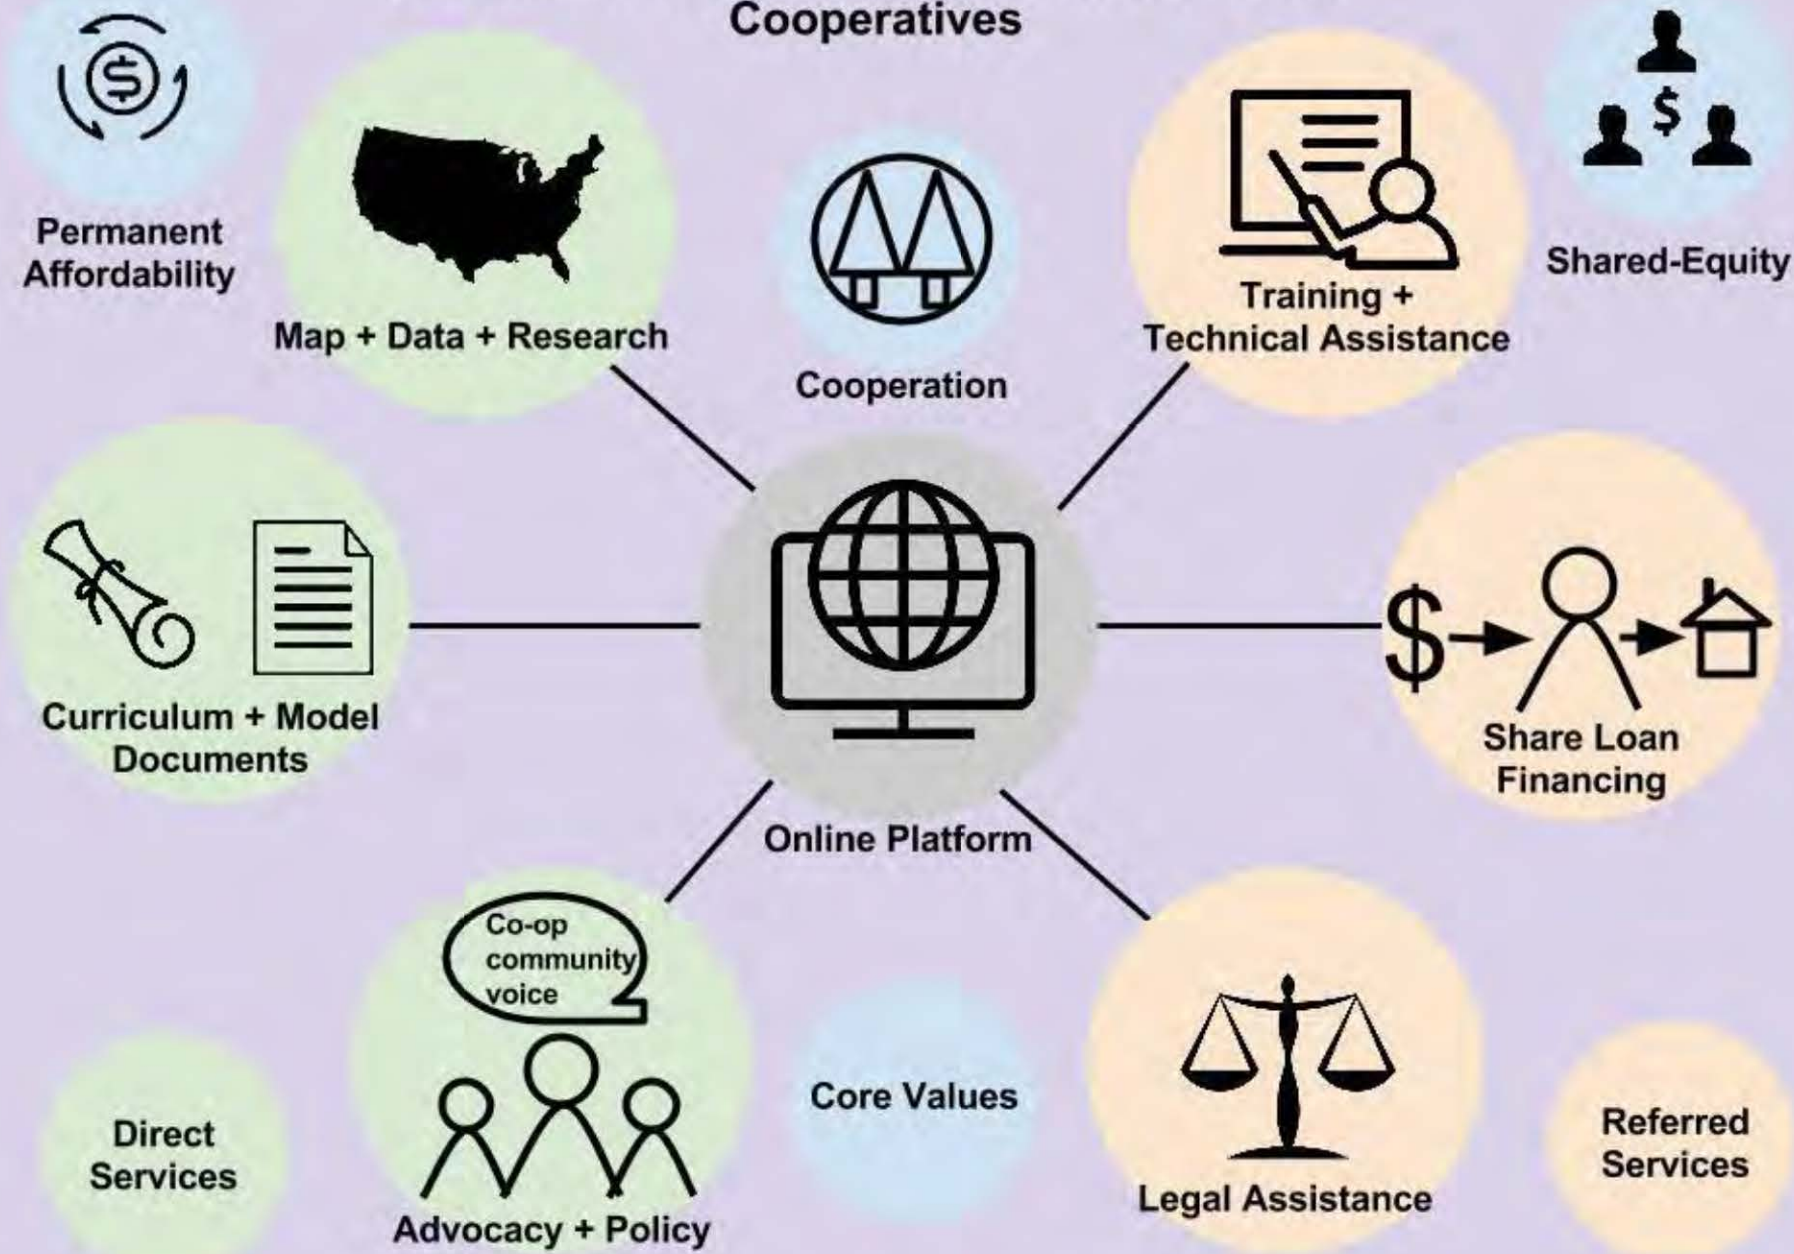 Cooperatives
Permanent
Affordability
Map + Data + Research
Cooperation
Training +
Technical Assistance
Shared-Equity
Curriculum + Model
Documents
Online Platform
$
Share Loan
Financing
Co-op
community
voice
Advocacy + Policy
Core Values
Legal Assistance
Direct
Services
Referred
Services